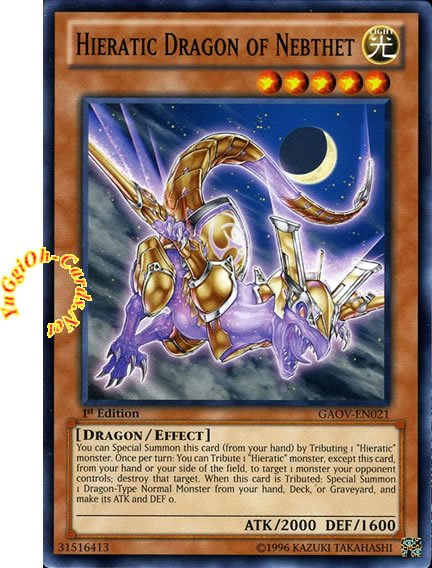 HIERATIC DRAGON OF NEBTHET
LIGHT
光
YuGgiOh-Cards.Net
1st Edition
GAOV-EN021
[DRAGON/EFFECT]
You can Special Summon this card (from your hand) by Tributing 1 "Hieratic"
monster. Once per turn: You can Tribute 1 "Hieratic" monster, except this card,
from your hand or your side of the field, to target 1 monster your opponent
controls; destroy that target. When this card is Tributed: Special Summon
1 Dragon-Type Normal Monster from your hand, Deck, or Graveyard, and
make its ATK and DEF 0.
ATK/2000 DEF/1600
31516413
©1996 KAZUKI TAKAHASHI